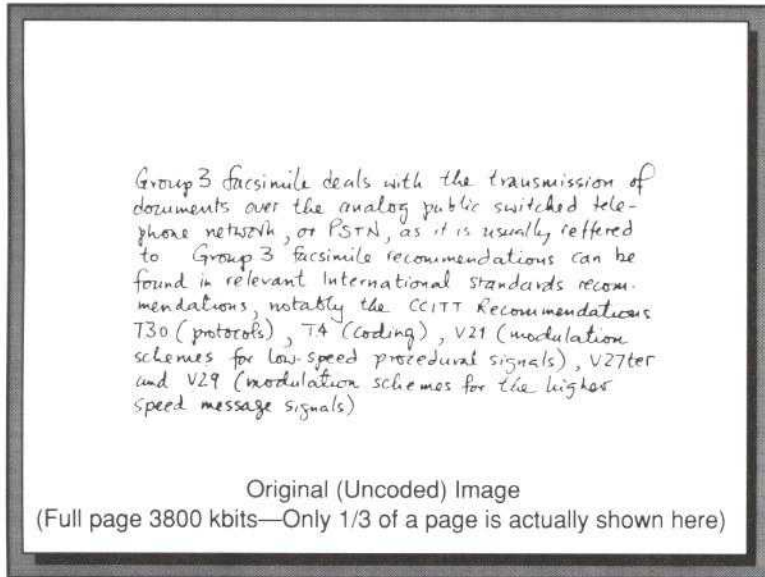 Group 3 facsimile deals with the transmission of
documents over the analog public switched tele-
phone network, or PSTN, as it is usually reffered
to Group 3 facsimile recommendations can be
found in relevant International standards recom-
mendations, notably the CCITT Recommendations
T30 (protocols), T4 (coding), V21 (modulation
schemes for low-speed procedural signals), V27ter
and V29 (modulation schemes for the higher
speed message signals)
Original (Uncoded) Image
(Full page 3800 kbits—Only 1/3 of a page is actually shown here)